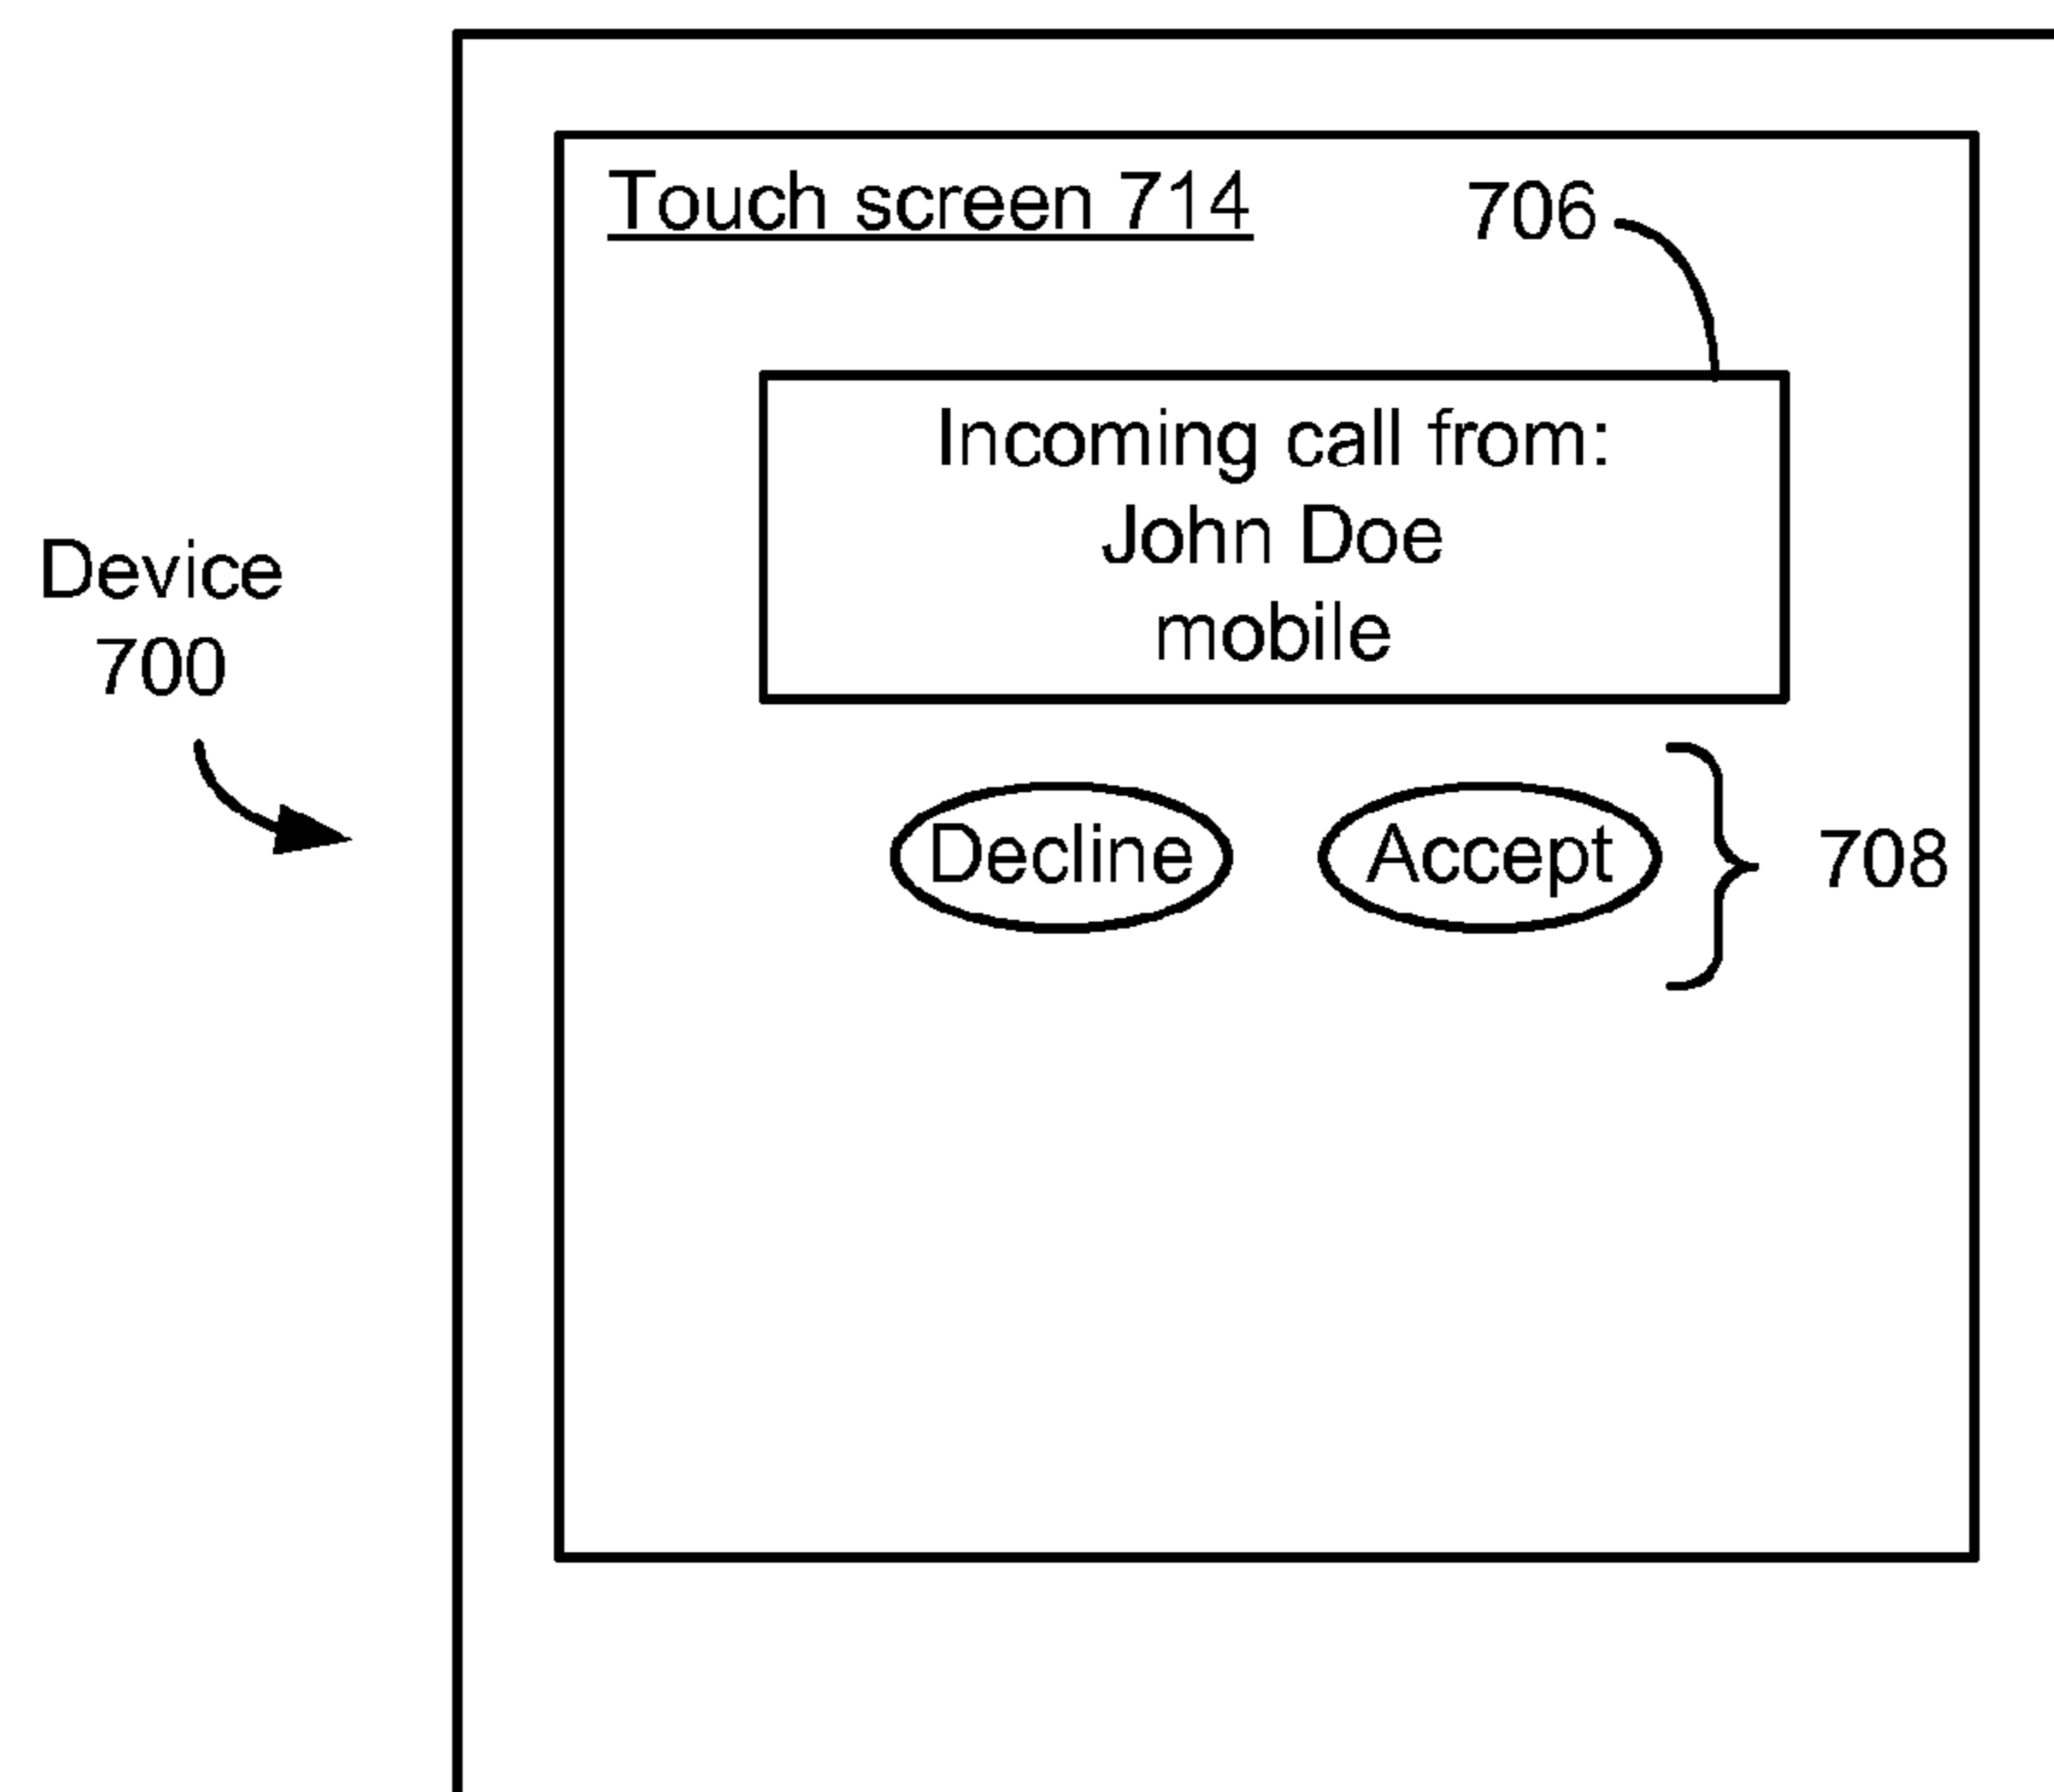 Touch screen 714
706
Incoming call from:
John Doe
mobile
Device
700
Decline Accept
708